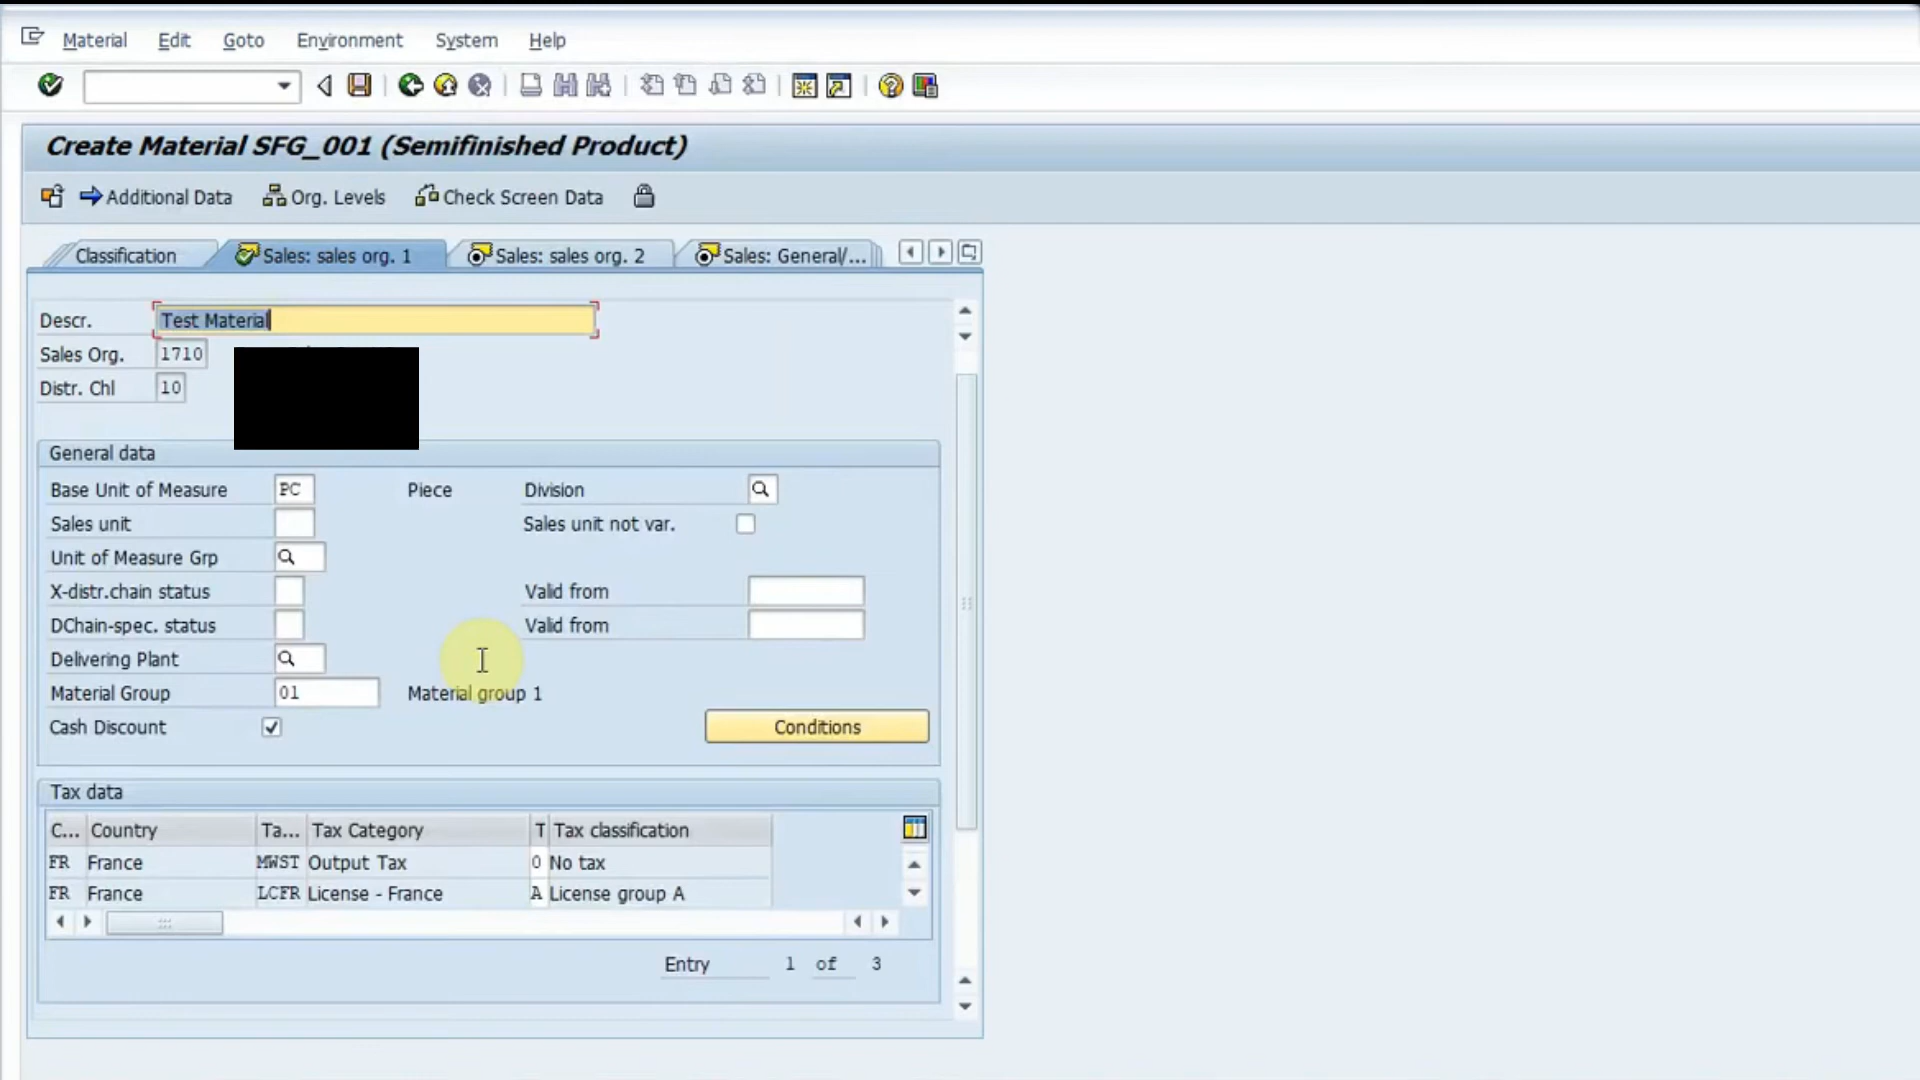 Material Edit Goto Environment System Help
Create Material SFG_001 (Semifinished Product)
Additional Data Org. Levels Check Screen Data
Classification Sales: sales org. 1 Sales: sales org. 2 Sales: General/...
Descr. Test Material
Sales Org. 1710
Distr. Chl 10
General data
Base Unit of Measure PC Piece Division
Sales unit Sales unit not var.
Unit of Measure Grp
X-distr.chain status Valid from
DChain-spec. status Valid from
Delivering Plant
Material Group 01 Material group 1
Cash Discount Conditions
Tax data
C... Country Ta... Tax Category T Tax classification
FR France MWST Output Tax 0 No tax
FR France LCFR License - France A License group A
Entry 1 of 3